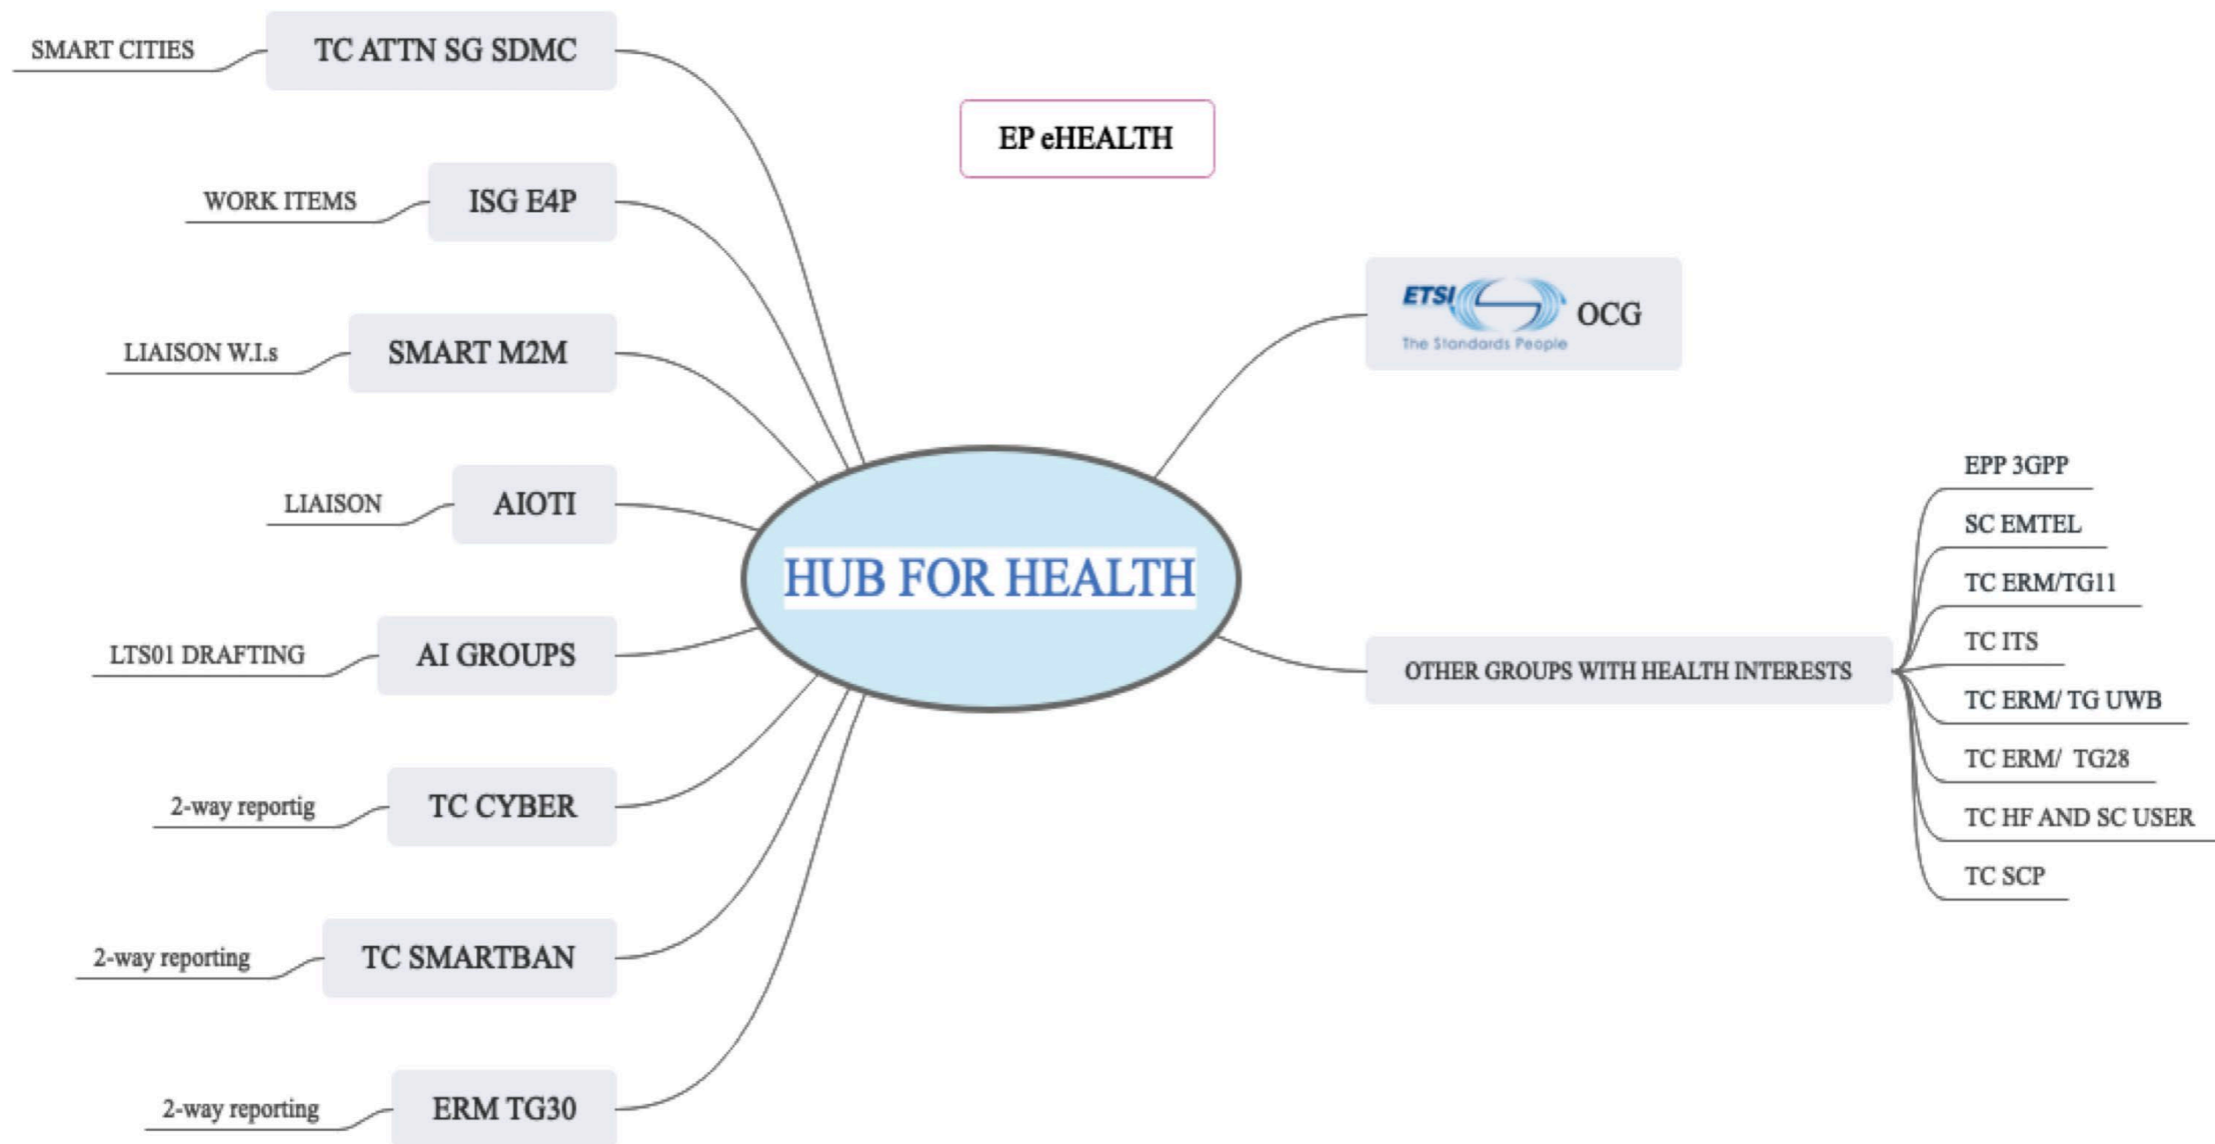 SMART CITIES
TC ATTN SG SDMC
EP eHEALTH
WORK ITEMS
ISG E4P
ETSI
The Standards People
OCG
LIAISON W.I.s
SMART M2M
LIAISON
AIOTI
HUB FOR HEALTH
LTS01 DRAFTING
AI GROUPS
2-way reportig
TC CYBER
2-way reporting
TC SMARTBAN
2-way reporting
ERM TG30
OTHER GROUPS WITH HEALTH INTERESTS
EPP 3GPP
SC EMTEL
TC ERM/TG11
TC ITS
TC ERM/ TG UWB
TC ERM/ TG28
TC HF AND SC USER
TC SCP